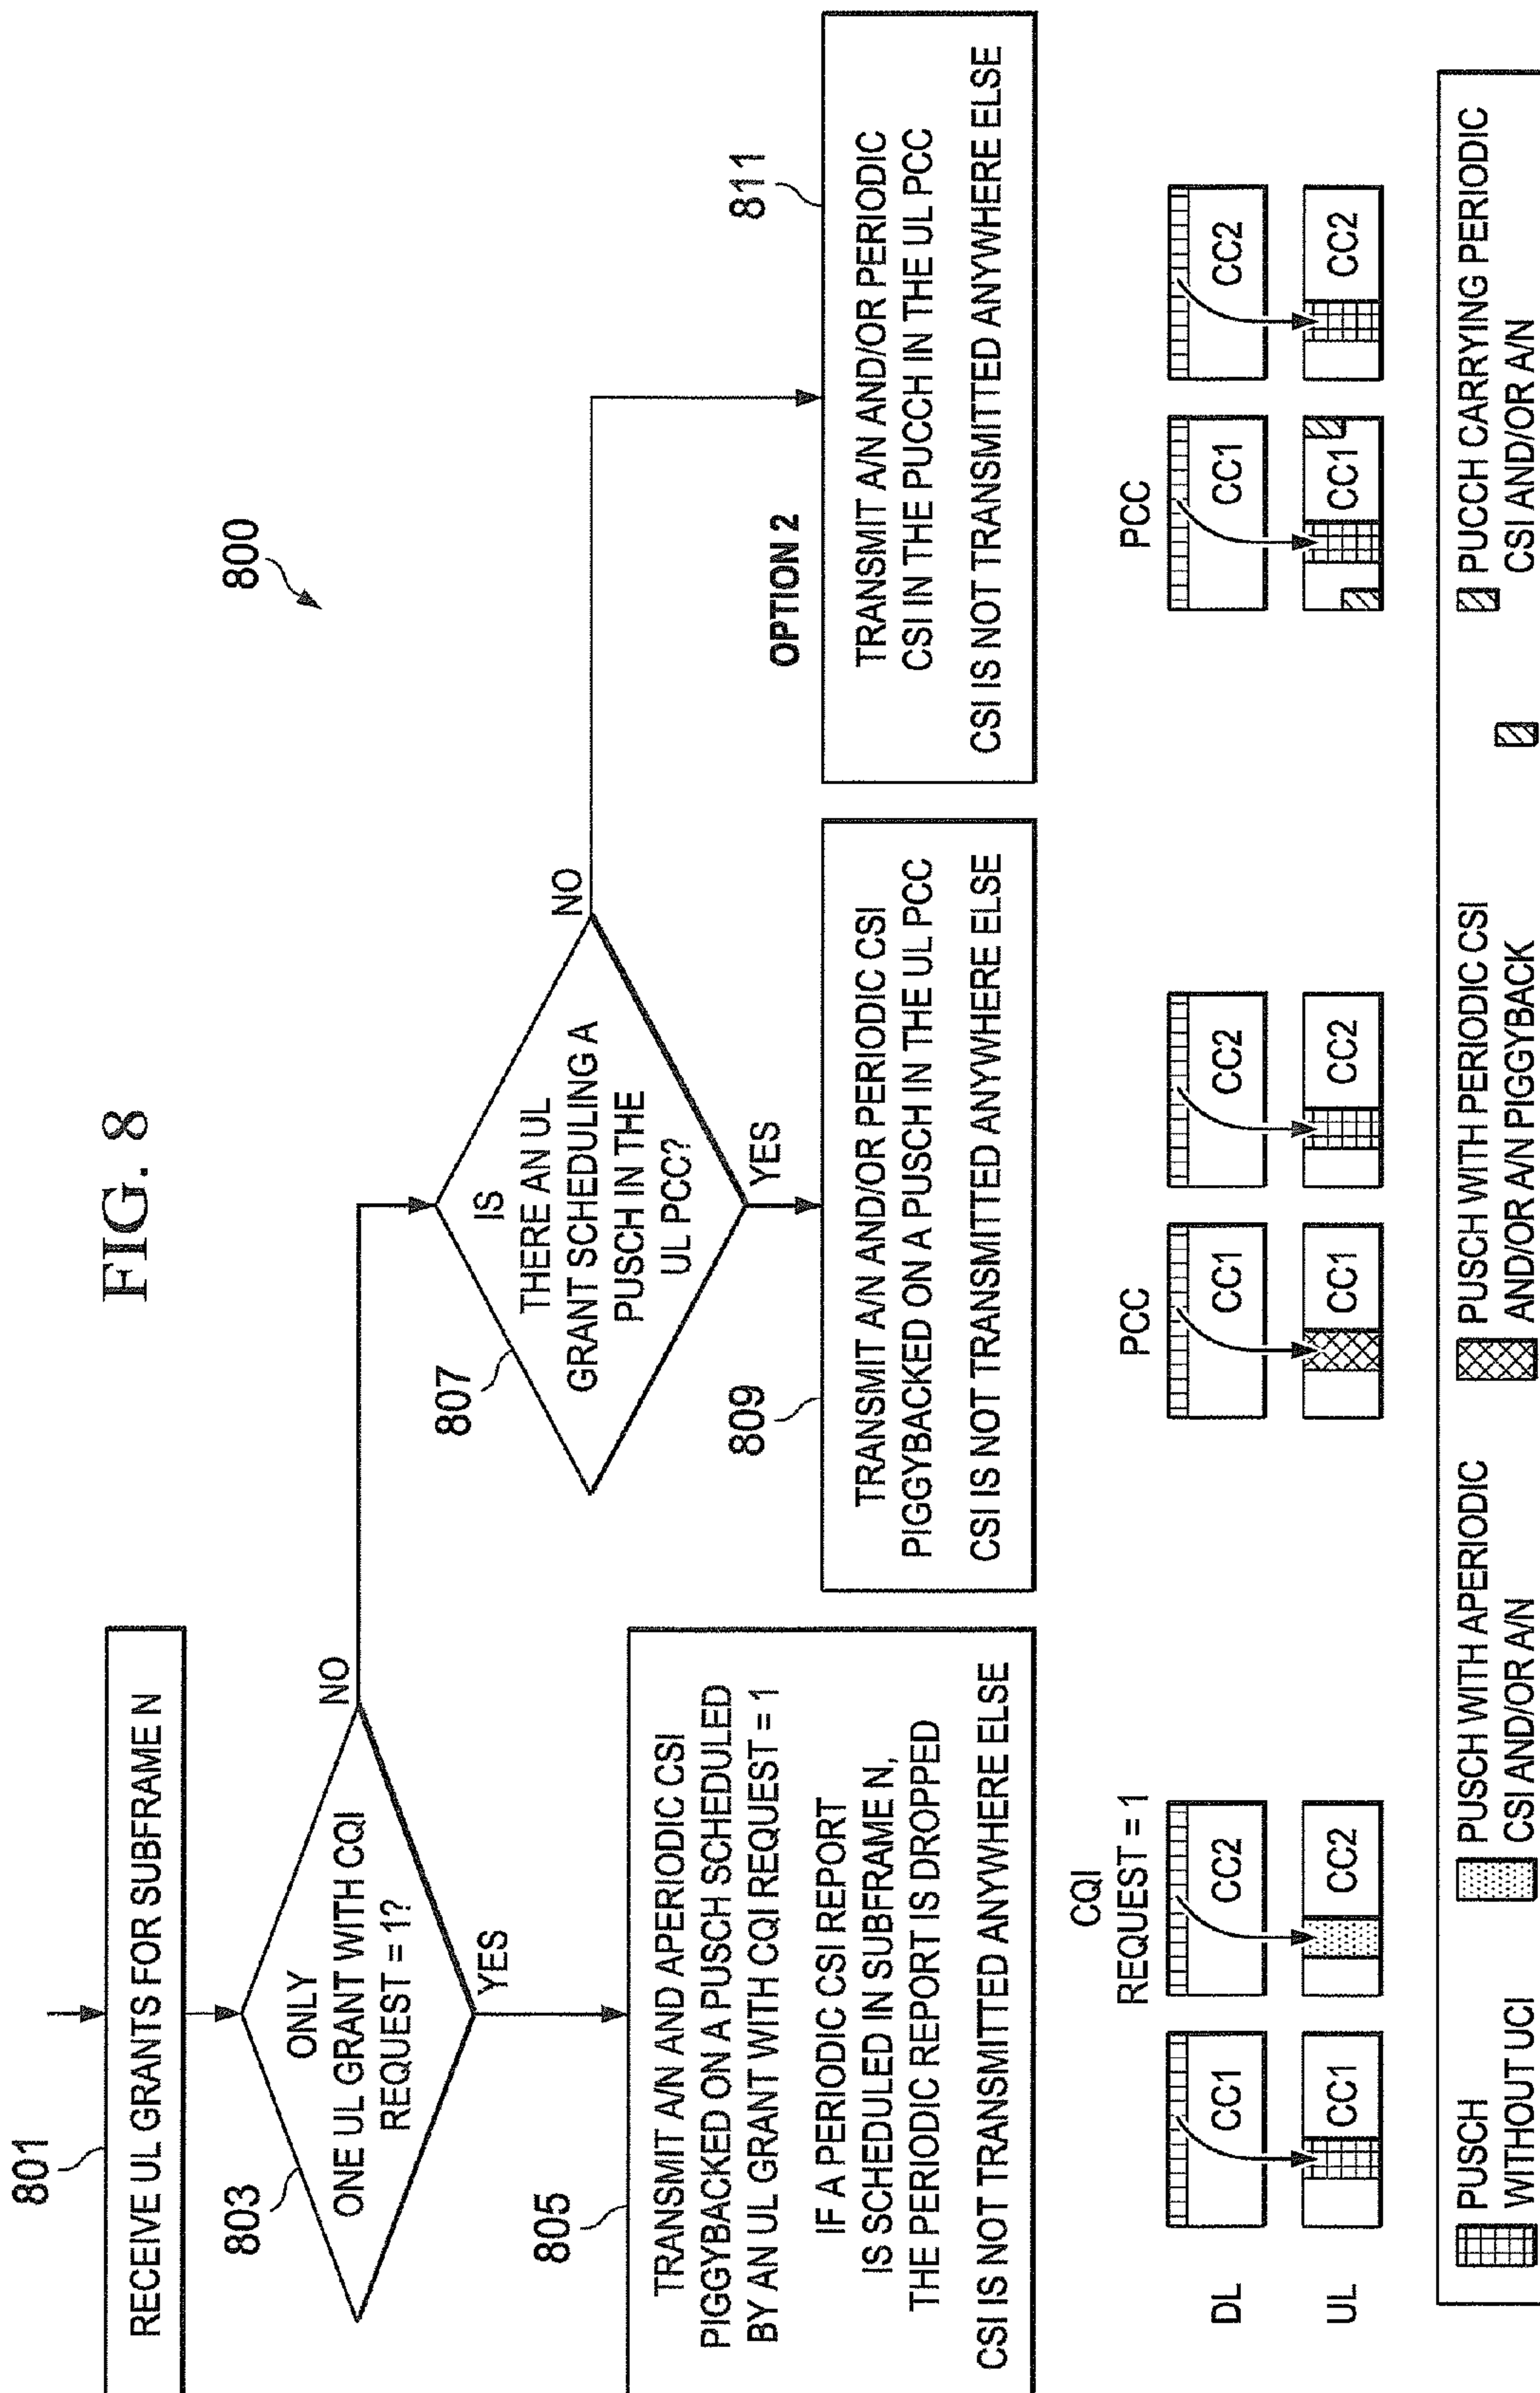 FIG. 8
800
801
RECEIVE UL GRANTS FOR SUBFRAME N
803
ONLY
ONE UL GRANT WITH CQI
REQUEST = 1?
NO
YES
805
TRANSMIT A/N AND APERIODIC CSI
PIGGYBACKED ON A PUSCH SCHEDULED
BY AN UL GRANT WITH CQI REQUEST = 1
IF A PERIODIC CSI REPORT
IS SCHEDULED IN SUBFRAME N,
THE PERIODIC REPORT IS DROPPED
CSI IS NOT TRANSMITTED ANYWHERE ELSE
807
IS
THERE AN UL
GRANT SCHEDULING A
PUSCH IN THE
UL PCC?
NO
YES
809
TRANSMIT A/N AND/OR PERIODIC CSI
PIGGYBACKED ON A PUSCH IN THE UL PCC
CSI IS NOT TRANSMITTED ANYWHERE ELSE
OPTION 2
811
TRANSMIT A/N AND/OR PERIODIC
CSI IN THE PUCCH IN THE UL PCC
CSI IS NOT TRANSMITTED ANYWHERE ELSE
CQI
REQUEST = 1
PCC
PCC
DL
CC1
CC2
CC1
CC2
CC1
CC2
UL
CC1
CC2
CC1
CC2
CC1
CC2
PUSCH
WITHOUT UCI
PUSCH WITH APERIODIC
CSI AND/OR A/N
PUSCH WITH PERIODIC CSI
AND/OR A/N PIGGYBACK
PUCCH CARRYING PERIODIC
CSI AND/OR A/N